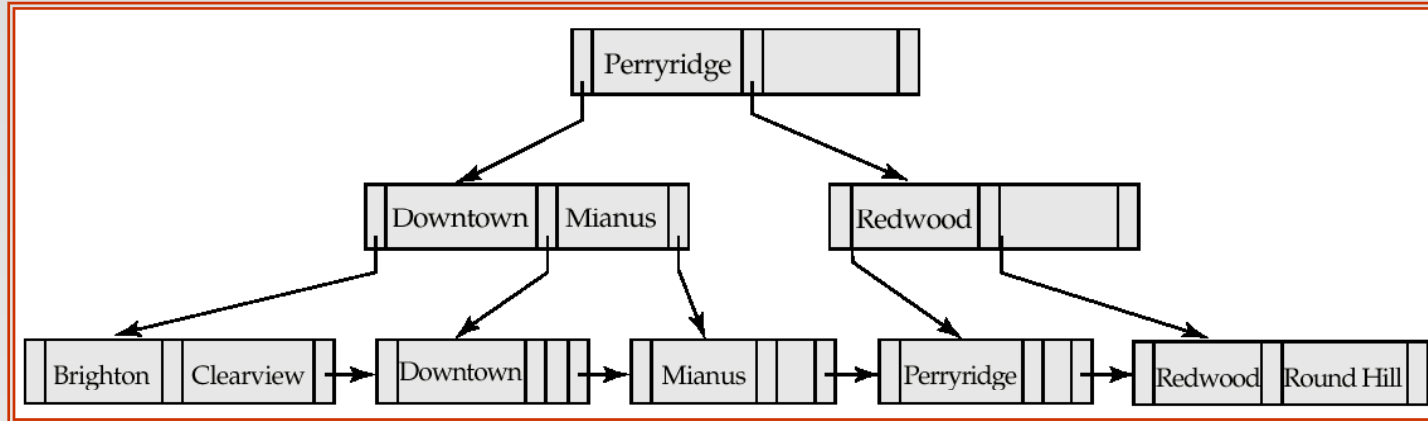 Perryridge
Downtown Mianus Redwood
Brighton Clearview Downtown Mianus Perryridge Redwood Round Hill